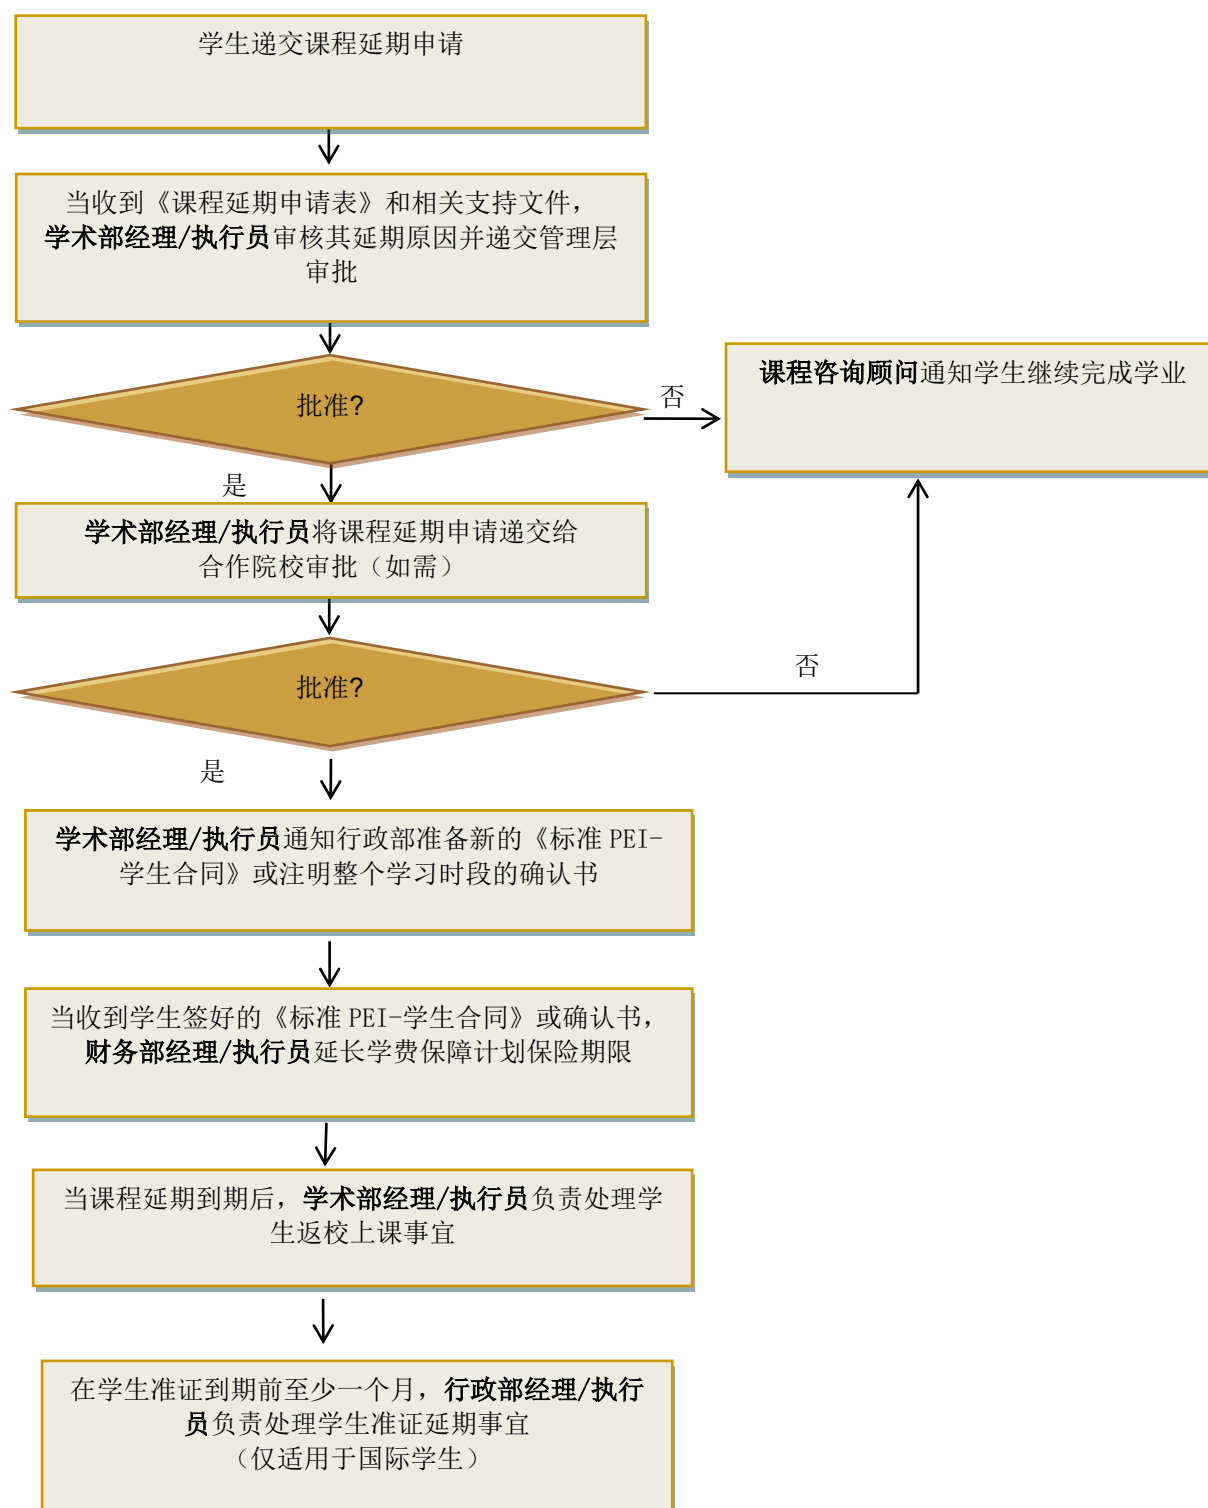 学生递交课程延期申请
当收到《课程延期申请表》和相关支持文件，
学术部经理/执行员审核其延期原因并递交管理层
审批
批准?
否
课程咨询顾问通知学生继续完成学业
是
学术部经理/执行员将课程延期申请递交给
合作院校审批（如需）
批准?
否
是
学术部经理/执行员通知行政部准备新的《标准 PEI-
学生合同》或注明整个学习时段的确认书
当收到学生签好的《标准 PEI-学生合同》或确认书，
财务部经理/执行员延长学费保障计划保险期限
当课程延期到期后，学术部经理/执行员负责处理学
生返校上课事宜
在学生准证到期前至少一个月，行政部经理/执行
员负责处理学生准证延期事宜
（仅适用于国际学生）